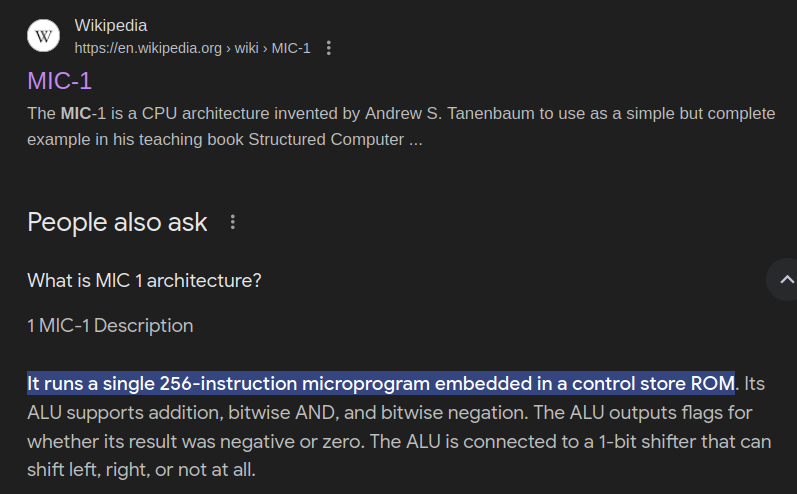 W
Wikipedia
https://en.wikipedia.org › wiki › MIC-1
MIC-1
The MIC-1 is a CPU architecture invented by Andrew S. Tanenbaum to use as a simple but complete
example in his teaching book Structured Computer ...
People also ask
What is MIC 1 architecture?
1 MIC-1 Description
It runs a single 256-instruction microprogram embedded in a control store ROM. Its
ALU supports addition, bitwise AND, and bitwise negation. The ALU outputs flags for
whether its result was negative or zero. The ALU is connected to a 1-bit shifter that can
shift left, right, or not at all.